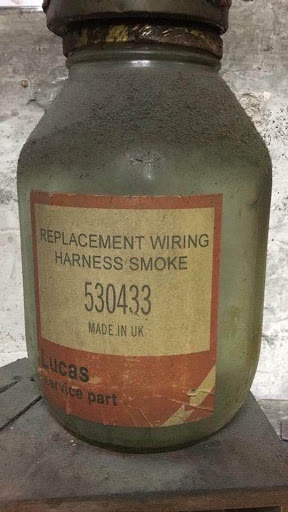 REPLACEMENT WIRING
HARNESS SMOKE
530433
MADE IN UK
Lucas
service part